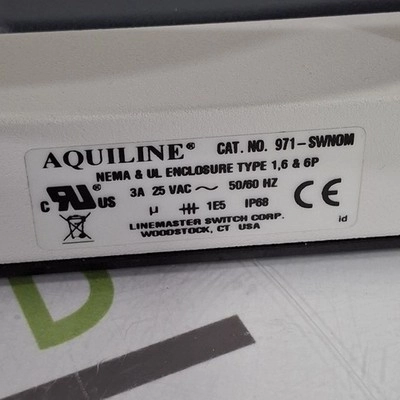 AQUILINE® CAT. NO. 971-SWNOM
NEMA & UL ENCLOSURE TYPE 1,6 & 6P
C RU US 3A 25 VAC ~ 50/60 HZ CE
µ 1E5 IP68
LINEMASTER SWITCH CORP.
WOODSTOCK, CT USA
id
D